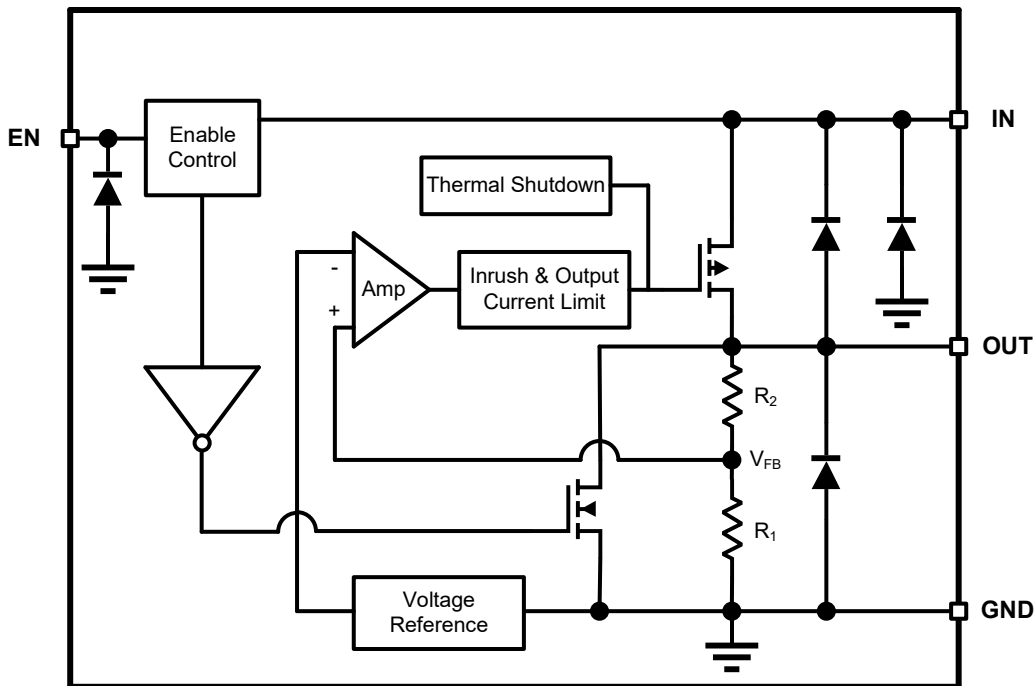 EN
Enable
Control
IN
Thermal Shutdown
-
+
Amp
Inrush & Output
Current Limit
OUT
R2
VFB
R1
Voltage
Reference
GND